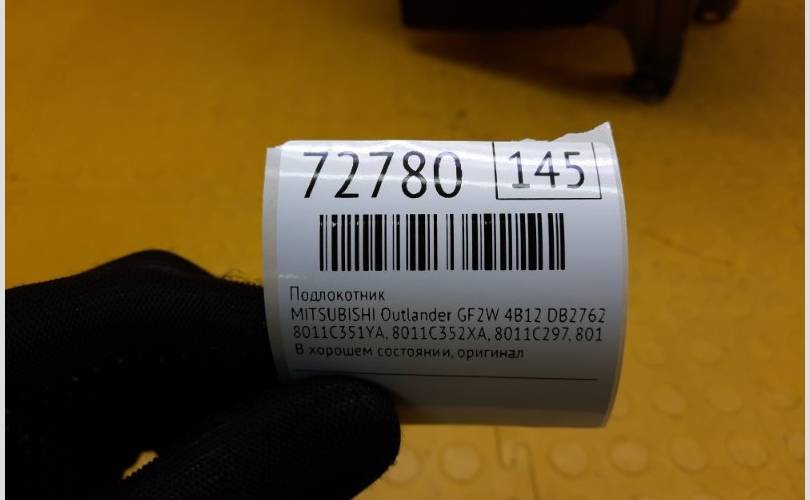 72780 145
Подлокотник
MITSUBISHI Outlander GF2W 4B12 DB2762
8011C351YA, 8011C352XA, 8011C297, 801
В хорошем состоянии, оригинал